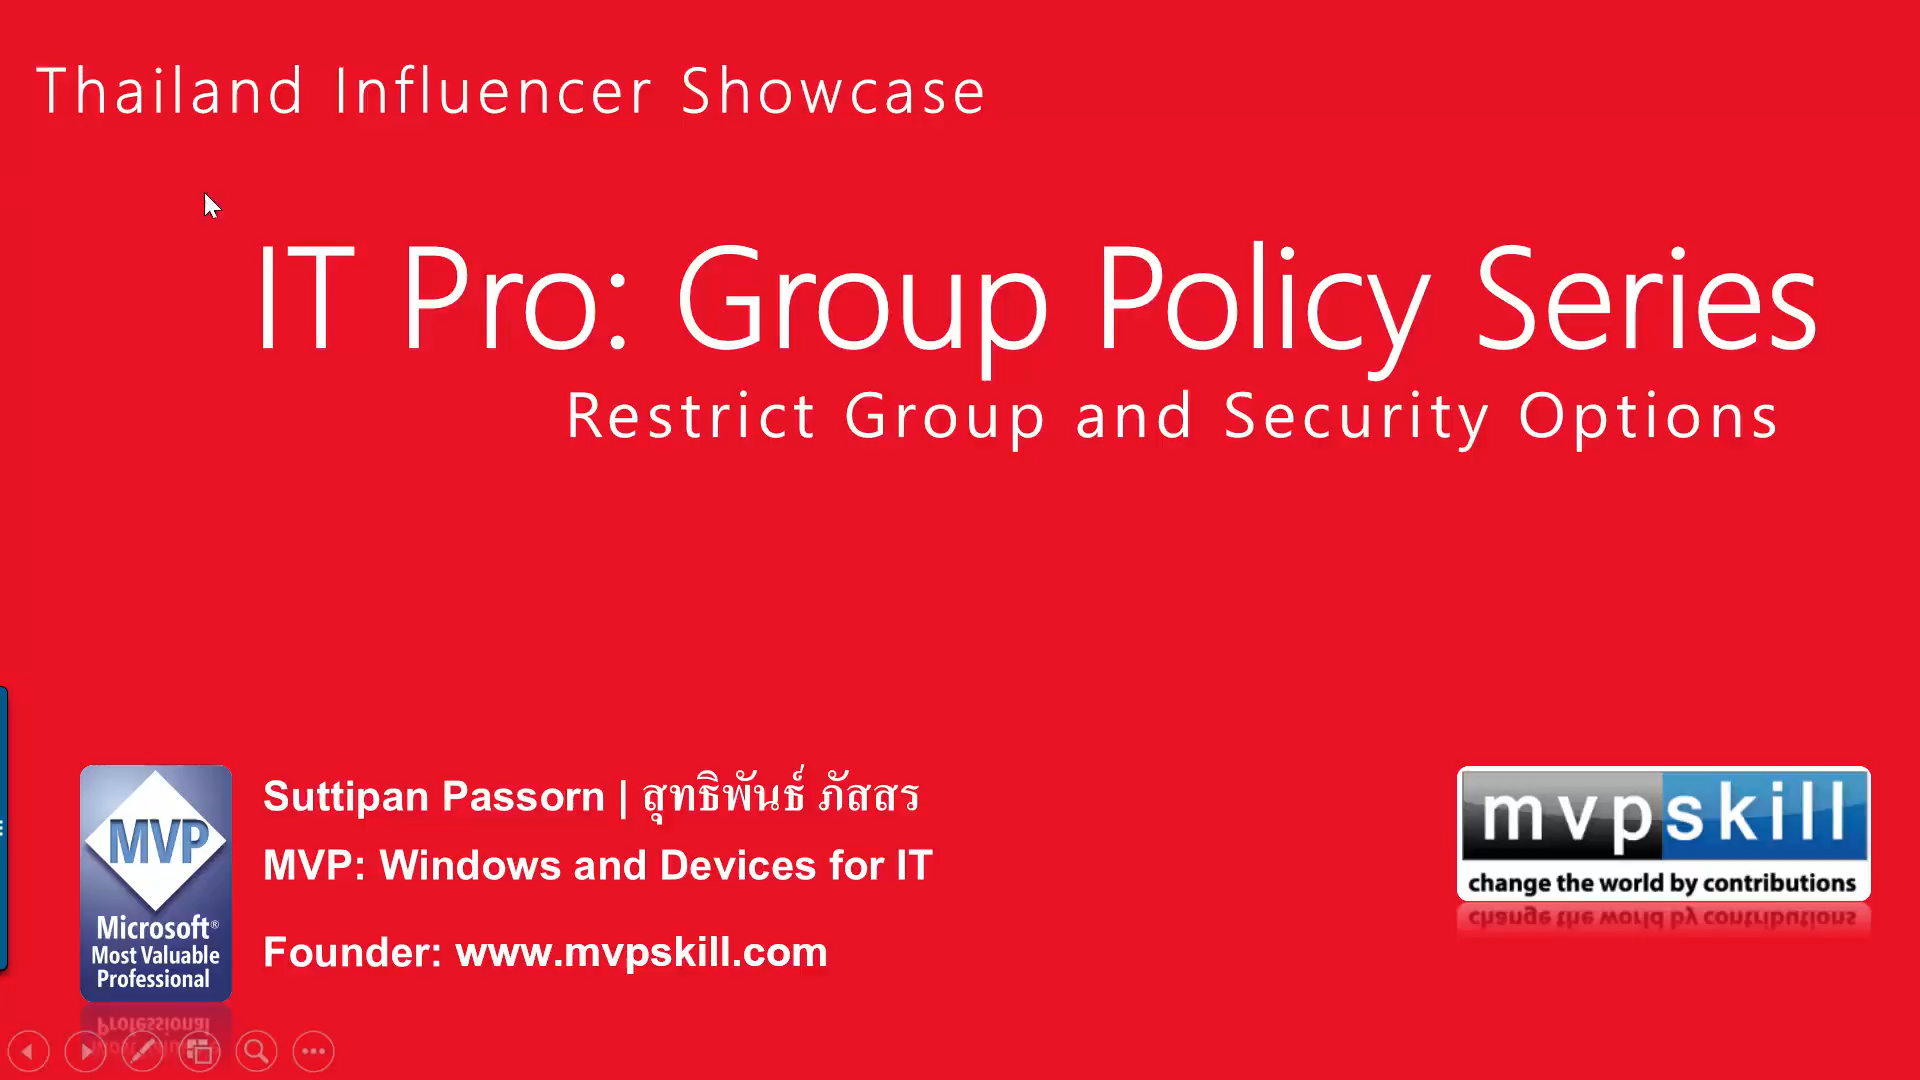 Thailand Influencer Showcase
IT Pro: Group Policy Series
Restrict Group and Security Options
Suttipan Passorn | สุทธิพันธ์ ภัสสร
MVP: Windows and Devices for IT
Founder: www.mvpskill.com
MVP
Microsoft®
Most Valuable
Professional
mvpskill
change the world by contributions